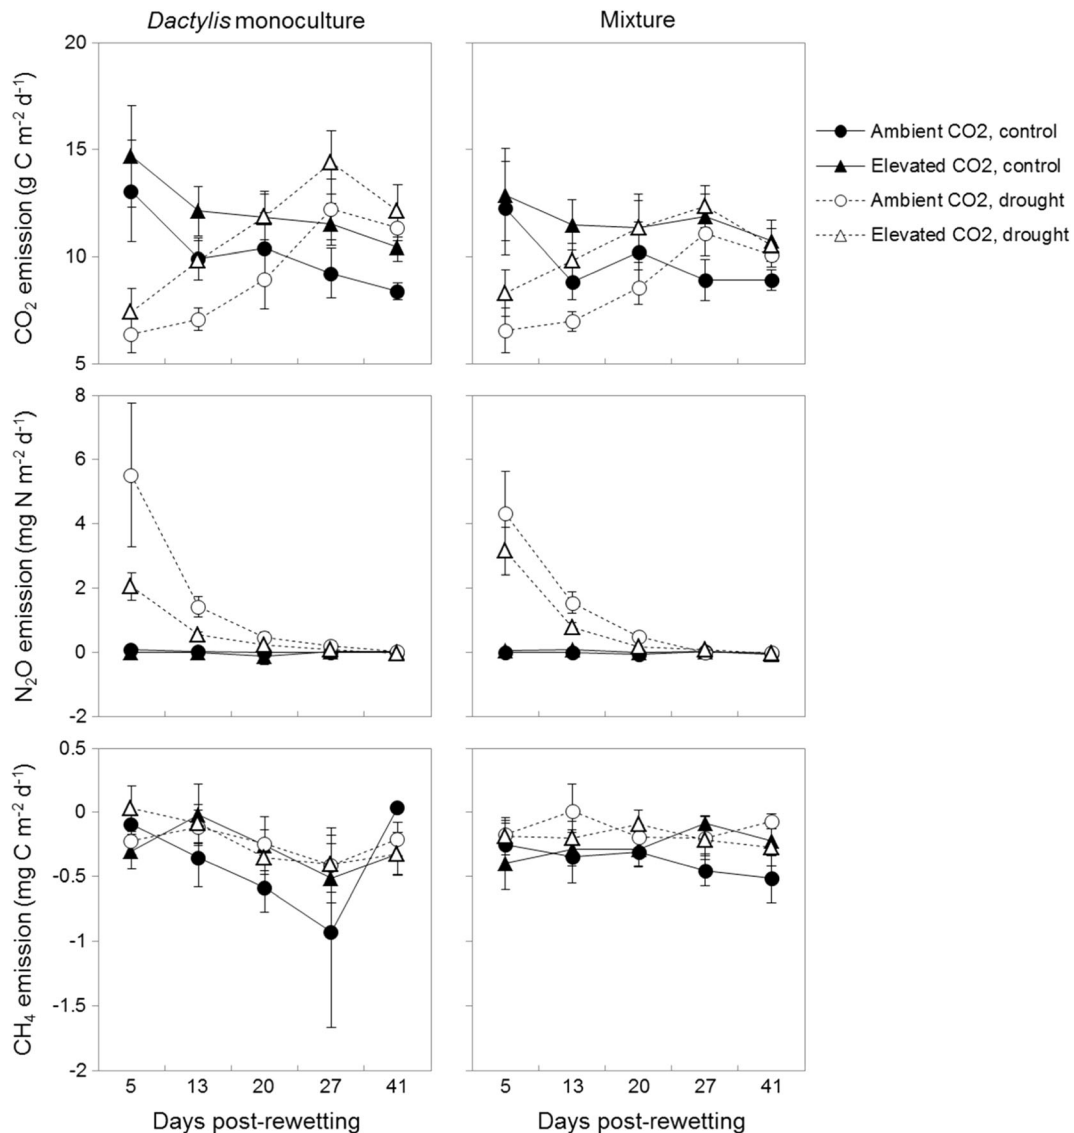 Dactylis monoculture
Mixture
CO₂ emission (g C m⁻² d⁻¹)
20
15
10
5
Ambient CO2, control
Elevated CO2, control
Ambient CO2, drought
Elevated CO2, drought
N₂O emission (mg N m⁻² d⁻¹)
8
6
4
2
0
-2
CH₄ emission (mg C m⁻² d⁻¹)
0.5
0
-0.5
-1
-1.5
-2
5 13 20 27 41
5 13 20 27 41
Days post-rewetting
Days post-rewetting